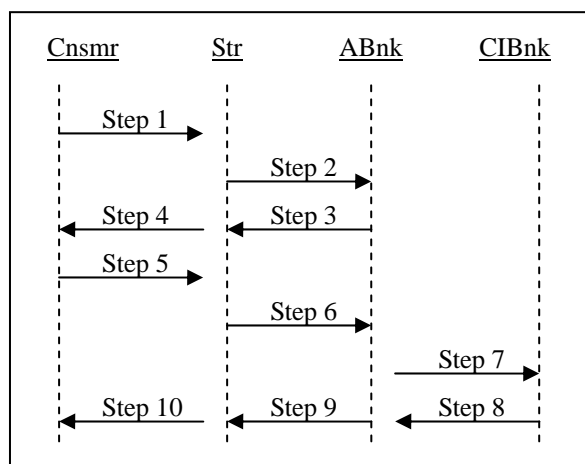 Cnsmr Str ABnk CIBnk
Step 1
Step 2
Step 4 Step 3
Step 5
Step 6
Step 7
Step 10 Step 9 Step 8